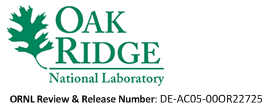 OAK
RIDGE
National Laboratory
ORNL Review & Release Number: DE-AC05-00OR22725